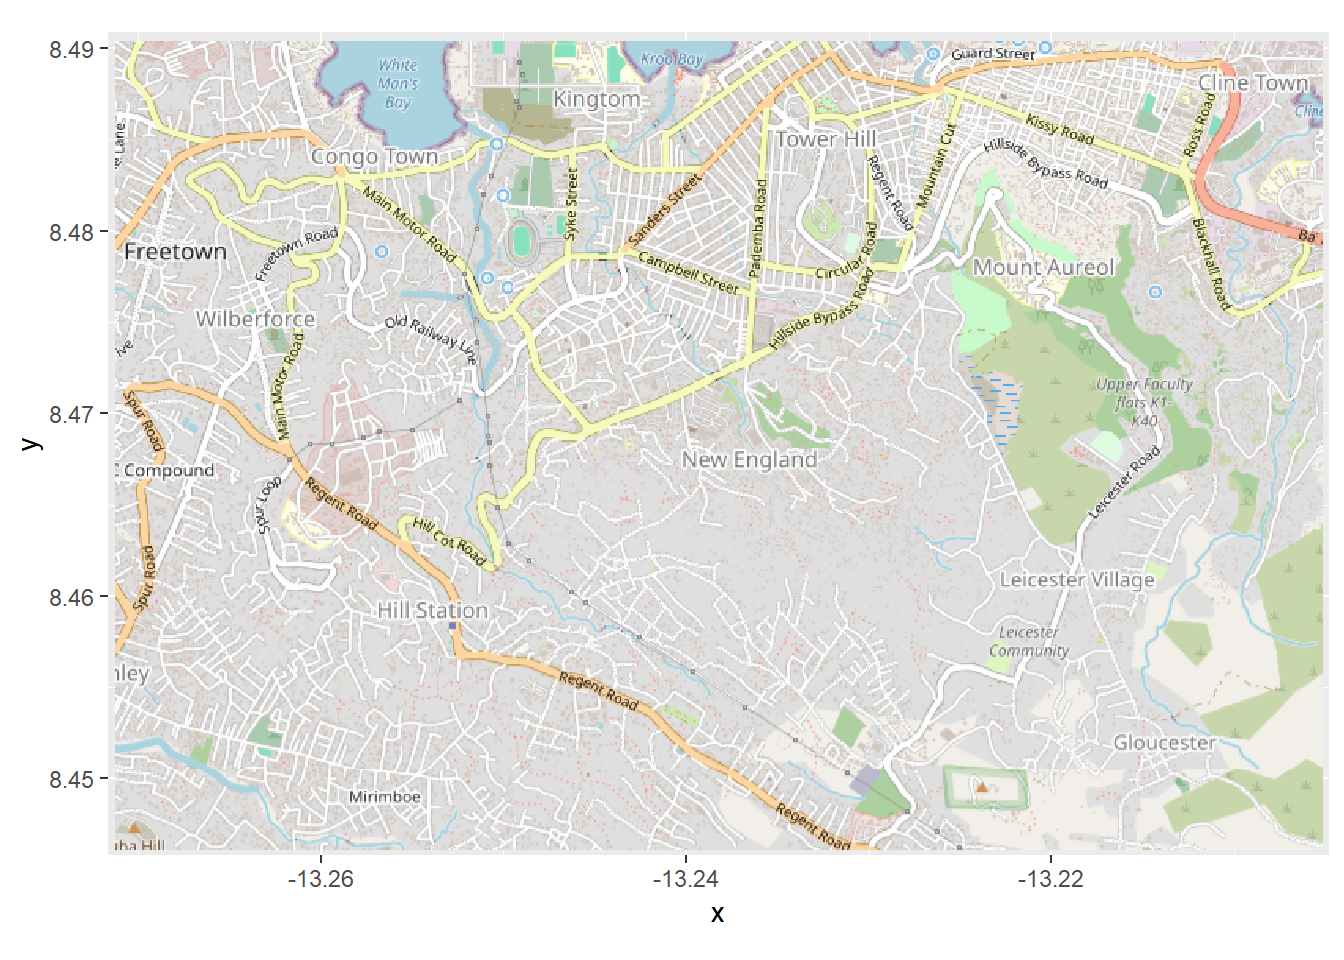 8.49
8.48
8.47
8.46
8.45
y
White
Man's
Bay
Kroo Bay
Guard Street
Kingtom
Cline Town
Cline
Tower Hill
Kissy Road
Ross Road
e Lane
Congo Town
Hillside Bypass Road
Regent Road
Mountain Cut
Main Motor Road
Syke Street
Sanders Street
Pademba Road
Freetown
Freetown Road
Campbell Street
Circular Road
Mount Aureol
Blackhall Road
Ba
Wilberforce
Old Railway Line
Hillside Bypass Road
ive
Main Motor Road
Upper Faculty
flats K1-
K40
Spur Road
New England
Compound
Spur Loop
Regent Road
Leicester Road
Hill Cot Road
Spur Road
Leicester Village
Hill Station
Leicester
Community
nley
Regent Road
Gloucester
Mirimboe
Regent Road
uba Hill
-13.26
-13.24
-13.22
x